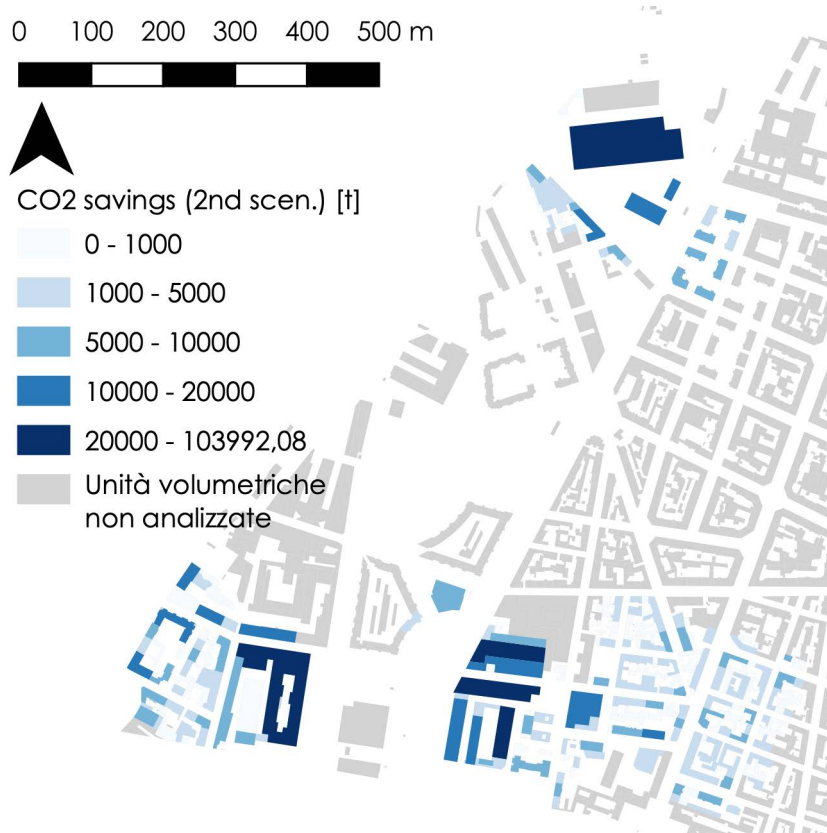 0 100 200 300 400 500 m
CO2 savings (2nd scen.) [t]
0 - 1000
1000 - 5000
5000 - 10000
10000 - 20000
20000 - 103992,08
Unità volumetriche
non analizzate